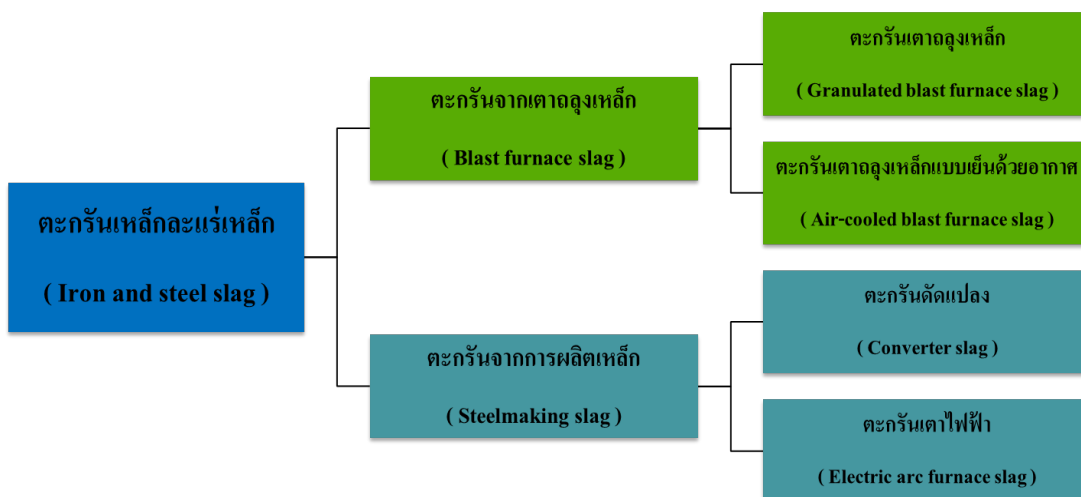 ตะกรันเหล็กละแร่เหล็ก
( Iron and steel slag )
ตะกรันจากเตาถลุงเหล็ก
( Blast furnace slag )
ตะกรันเตาถลุงเหล็ก
( Granulated blast furnace slag )
ตะกรันเตาถลุงเหล็กแบบเย็นด้วยอากาศ
( Air-cooled blast furnace slag )
ตะกรันจากการผลิตเหล็ก
( Steelmaking slag )
ตะกรันดัดแปลง
( Converter slag )
ตะกรันเตาไฟฟ้า
( Electric arc furnace slag )